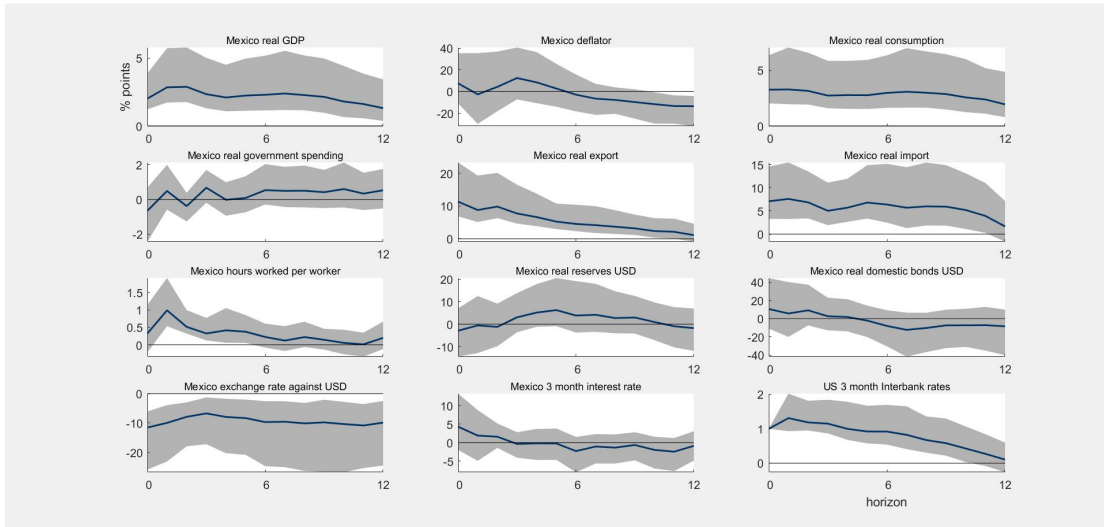 Mexico real GDP
% points
5
0
0 6 12
Mexico deflator
40
20
0
-20
0 6 12
Mexico real consumption
5
0
0 6 12
Mexico real government spending
2
0
-2
0 6 12
Mexico real export
20
10
0
0 6 12
Mexico real import
15
10
5
0
0 6 12
Mexico hours worked per worker
1.5
1
0.5
0
0 6 12
Mexico real reserves USD
20
10
0
-10
0 6 12
Mexico real domestic bonds USD
40
20
0
-20
-40
0 6 12
Mexico exchange rate against USD
0
-10
-20
0 6 12
Mexico 3 month interest rate
10
5
0
-5
0 6 12
US 3 month Interbank rates
2
1
0
0 6 12
horizon